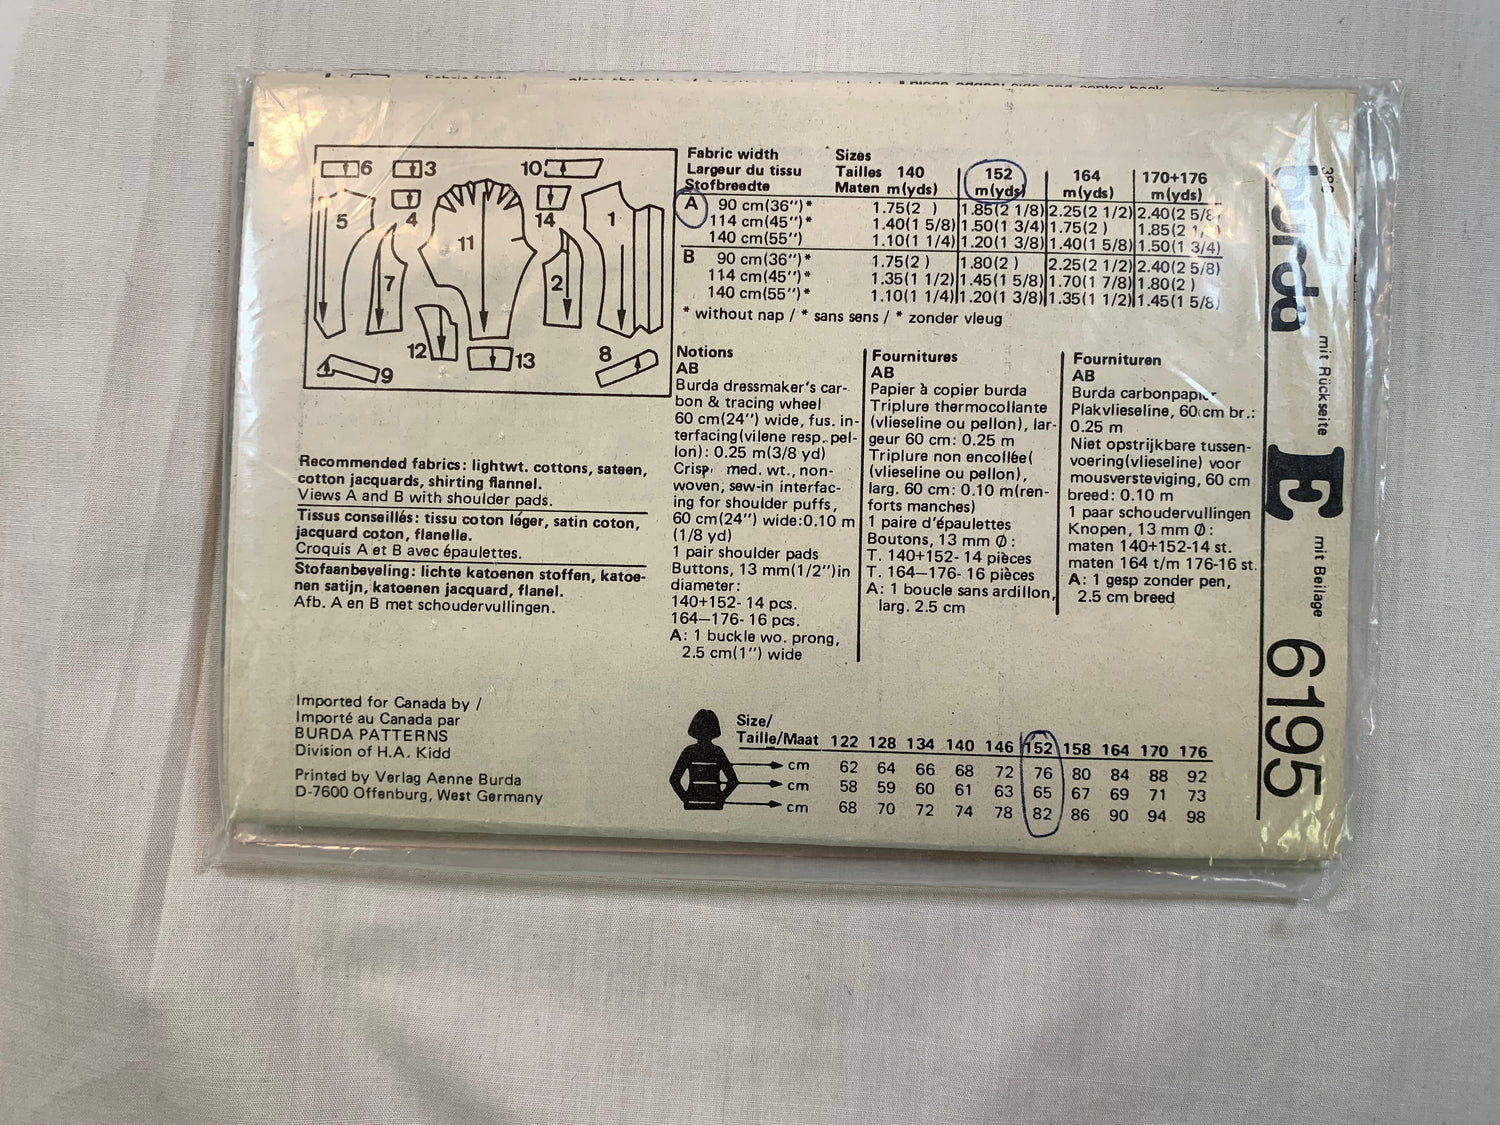 6 3 10
5 4 11 14 1
7 2
12 13 8
9
Fabric width Sizes
Largeur du tissu Tailles 140 152 164 170+176
Stofbreedte Maten m(yds) m(yds) m(yds) m(yds)
A 90 cm(36'')* 1.75(2 ) 1.85(2 1/8) 2.25(2 1/2) 2.40(2 5/8)
114 cm(45'')* 1.40(1 5/8) 1.50(1 3/4) 1.75(2 ) 1.85(2
140 cm(55'') 1.10(1 1/4) 1.20(1 3/8) 1.40(1 5/8) 1.50(1 3/4)
B 90 cm(36'')* 1.75(2 ) 1.80(2 ) 2.25(2 1/2) 2.40(2 5/8)
114 cm(45'')* 1.35(1 1/2) 1.45(1 5/8) 1.70(1 7/8) 1.80(2 )
140 cm(55'')* 1.10(1 1/4) 1.20(1 3/8) 1.35(1 1/2) 1.45(1 5/8)
* without nap / * sans sens / * zonder vleug
Recommended fabrics: lightwt. cottons, sateen,
cotton jacquards, shirting flannel.
Views A and B with shoulder pads.
Tissus conseillés: tissu coton léger, satin coton,
jacquard coton, flanelle.
Croquis A et B avec épaulettes.
Stofaanbeveling: lichte katoenen stoffen, katoe-
nen satijn, katoenen jacquard, flanel.
Afb. A en B met schoudervullingen.
Notions
AB
Burda dressmaker's car-
bon & tracing wheel
60 cm(24'') wide, fus. in-
terfacing(vilene resp. pel-
lon): 0.25 m(3/8 yd)
Crisp med. wt., non-
woven, sew-in interfac-
ing for shoulder puffs,
60 cm(24'') wide:0.10 m
(1/8 yd)
1 pair shoulder pads
Buttons, 13 mm(1/2'')in
diameter:
140+152- 14 pcs.
164—176- 16 pcs.
A: 1 buckle wo. prong,
2.5 cm(1'') wide
Fournitures
AB
Papier à copier burda
Triplure thermocollante
(vlieseline ou pellon), lar-
geur 60 cm: 0.25 m
Triplure non encollée(
(vlieseline ou pellon),
larg. 60 cm: 0.10 m(ren-
forts manches)
1 paire d'épaulettes
Boutons, 13 mm Ø:
T. 140+152- 14 pièces
T. 164—176- 16 pièces
A: 1 boucle sans ardillon,
larg. 2.5 cm
Fournituren
AB
Burda carbonpapier
Plakvlieseline, 60 cm br.:
0.25 m
Niet opstrijkbare tussen-
voering(vlieseline) voor
mousversteviging, 60 cm
breed: 0.10 m
1 paar schoudervullingen
Knopen, 13 mm Ø:
maten 140+152-14 st.
maten 164 t/m 176-16 st.
A: 1 gesp zonder pen,
2.5 cm breed
Imported for Canada by /
Importé au Canada par
BURDA PATTERNS
Division of H.A. Kidd
Printed by Verlag Aenne Burda
D-7600 Offenburg, West Germany
Size/
Taille/Maat 122 128 134 140 146 152 158 164 170 176
cm 62 64 66 68 72 76 80 84 88 92
cm 58 59 60 61 63 65 67 69 71 73
cm 68 70 72 74 78 82 86 90 94 98
burda
mit Rückseite
E
mit Beilage
6195